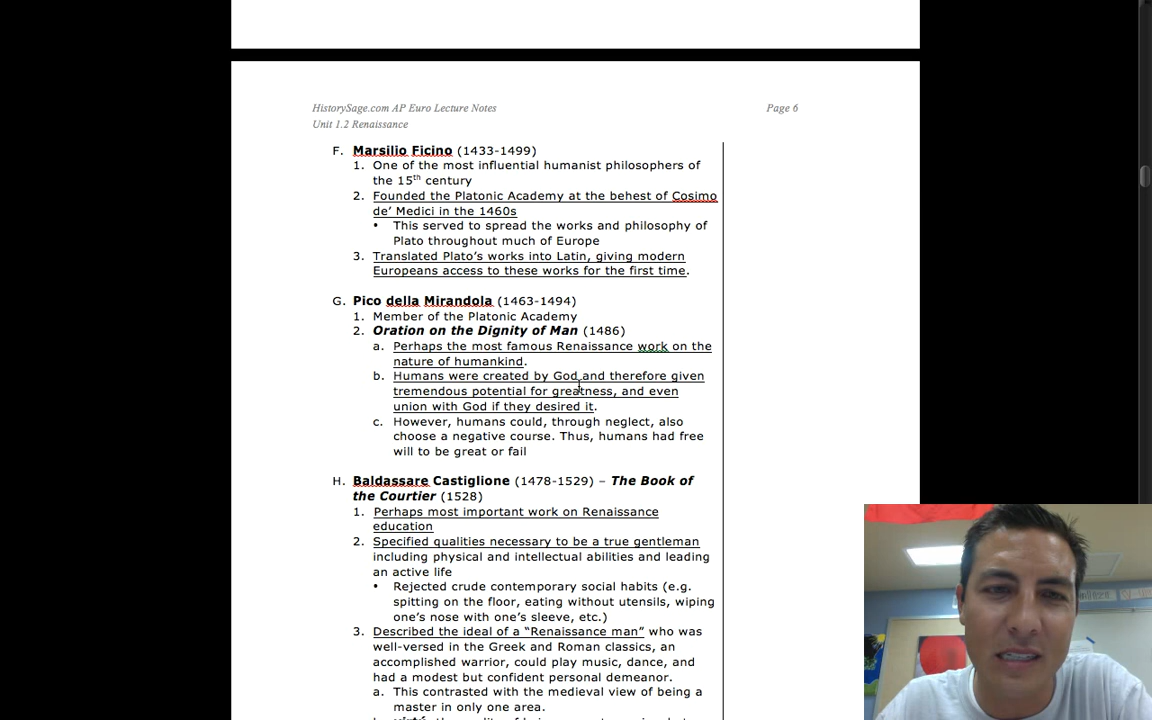 HistorySage.com AP Euro Lecture Notes Page 6
Unit 1.2 Renaissance
F. Marsilio Ficino (1433-1499)
1. One of the most influential humanist philosophers of
the 15th century
2. Founded the Platonic Academy at the behest of Cosimo
de’ Medici in the 1460s
• This served to spread the works and philosophy of
Plato throughout much of Europe
3. Translated Plato’s works into Latin, giving modern
Europeans access to these works for the first time.
G. Pico della Mirandola (1463-1494)
1. Member of the Platonic Academy
2. Oration on the Dignity of Man (1486)
a. Perhaps the most famous Renaissance work on the
nature of humankind.
b. Humans were created by God and therefore given
tremendous potential for greatness, and even
union with God if they desired it.
c. However, humans could, through neglect, also
choose a negative course. Thus, humans had free
will to be great or fail
H. Baldassare Castiglione (1478-1529) – The Book of
the Courtier (1528)
1. Perhaps most important work on Renaissance
education
2. Specified qualities necessary to be a true gentleman
including physical and intellectual abilities and leading
an active life
• Rejected crude contemporary social habits (e.g.
spitting on the floor, eating without utensils, wiping
one’s nose with one’s sleeve, etc.)
3. Described the ideal of a “Renaissance man” who was
well-versed in the Greek and Roman classics, an
accomplished warrior, could play music, dance, and
had a modest but confident personal demeanor.
a. This contrasted with the medieval view of being a
master in only one area.